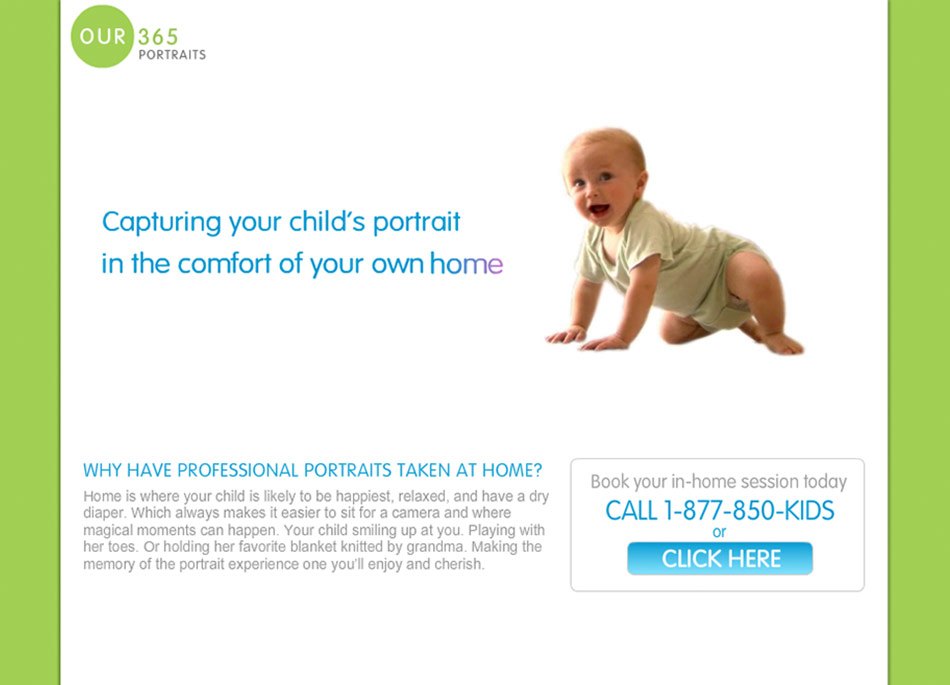 OUR 365
PORTRAITS
Capturing your child's portrait
in the comfort of your own home
WHY HAVE PROFESSIONAL PORTRAITS TAKEN AT HOME?
Home is where your child is likely to be happiest, relaxed, and have a dry
diaper. Which always makes it easier to sit for a camera and where
magical moments can happen. Your child smiling up at you. Playing with
her toes. Or holding her favorite blanket knitted by grandma. Making the
memory of the portrait experience one you'll enjoy and cherish.
Book your in-home session today
CALL 1-877-850-KIDS
or
CLICK HERE